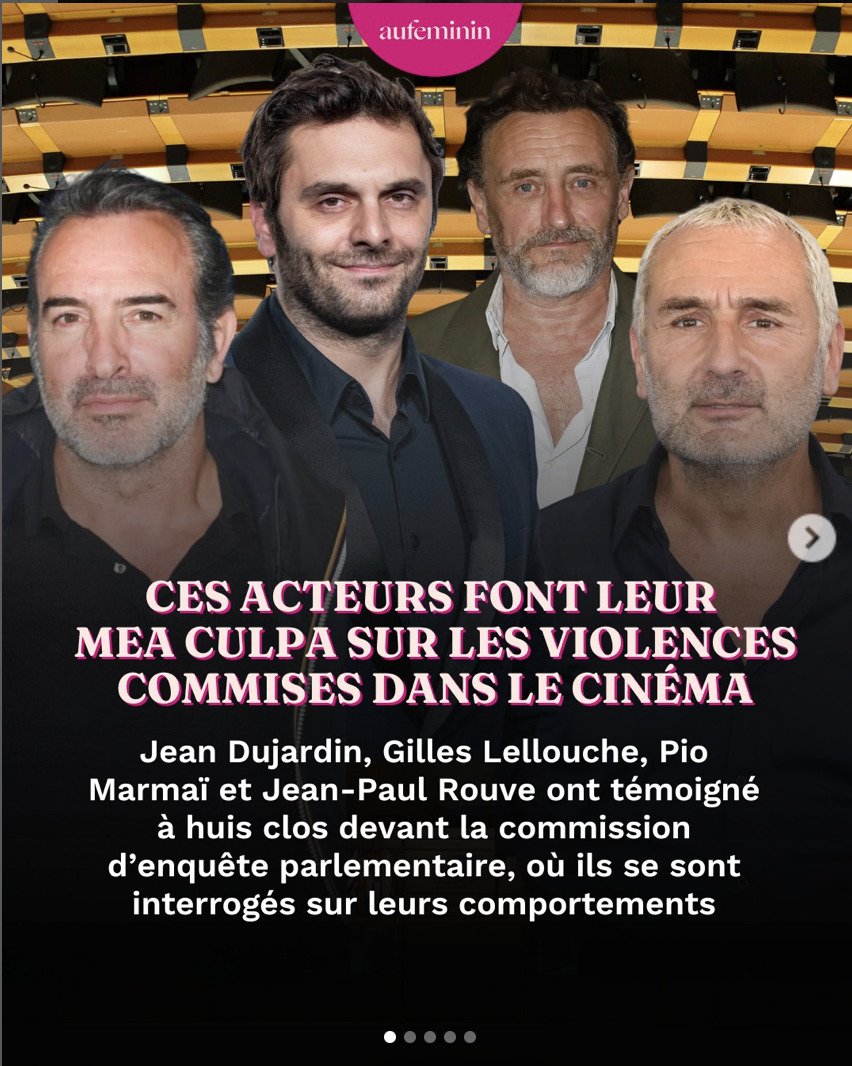 aufeminin
CES ACTEURS FONT LEUR
MEA CULPA SUR LES VIOLENCES
COMMISES DANS LE CINÉMA
Jean Dujardin, Gilles Lellouche, Pio
Marmaï et Jean-Paul Rouve ont témoigné
à huis clos devant la commission
d’enquête parlementaire, où ils se sont
interrogés sur leurs comportements